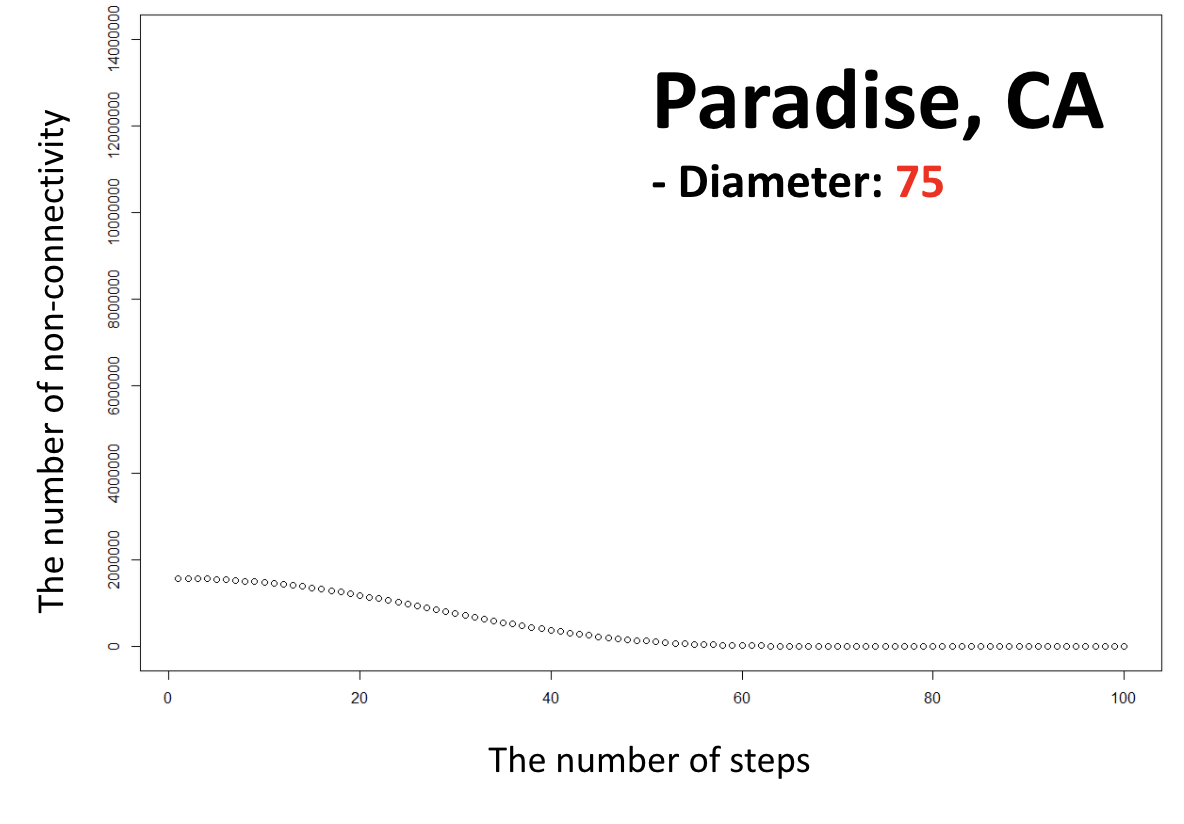 Paradise, CA
- Diameter: 75
The number of non-connectivity
14000000
12000000
10000000
8000000
6000000
4000000
2000000
0
0 20 40 60 80 100
The number of steps